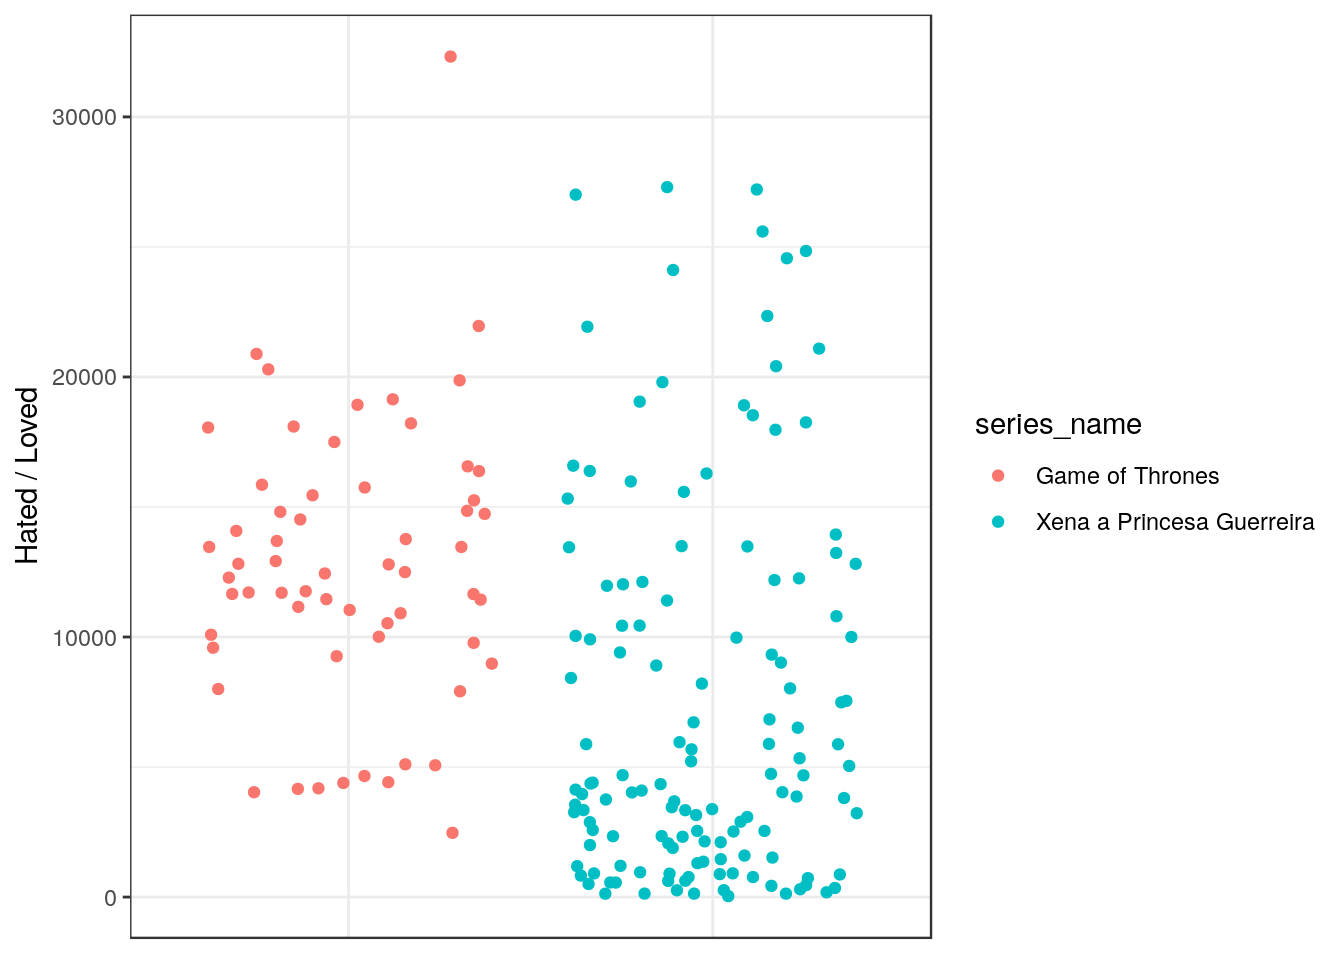 30000
20000
10000
0
Hated / Loved
series_name
Game of Thrones
Xena a Princesa Guerreira